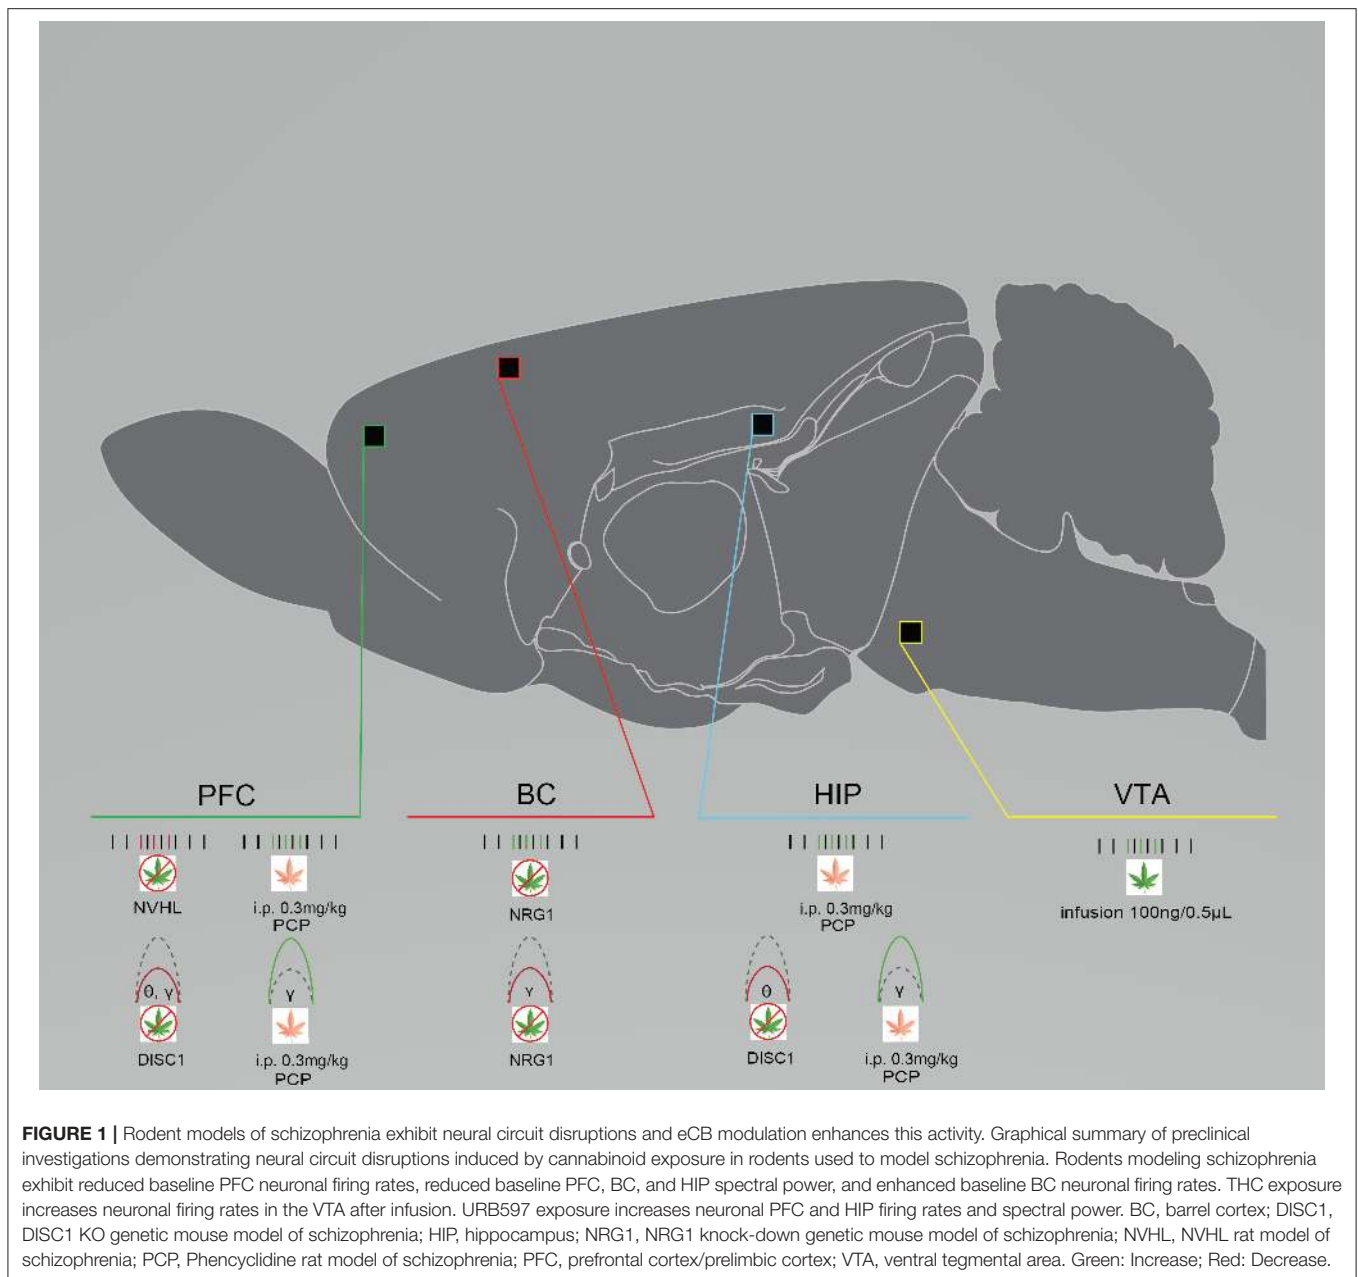 PFC BC HIP VTA
NVHL
i.p. 0.3mg/kg
PCP
NRG1
i.p. 0.3mg/kg
PCP
infusion 100ng/0.5µL
θ, γ
γ
γ
θ
γ
DISC1
i.p. 0.3mg/kg
PCP
NRG1
DISC1
i.p. 0.3mg/kg
PCP
FIGURE 1 | Rodent models of schizophrenia exhibit neural circuit disruptions and eCB modulation enhances this activity. Graphical summary of preclinical
investigations demonstrating neural circuit disruptions induced by cannabinoid exposure in rodents used to model schizophrenia. Rodents modeling schizophrenia
exhibit reduced baseline PFC neuronal firing rates, reduced baseline PFC, BC, and HIP spectral power, and enhanced baseline BC neuronal firing rates. THC exposure
increases neuronal firing rates in the VTA after infusion. URB597 exposure increases neuronal PFC and HIP firing rates and spectral power. BC, barrel cortex; DISC1,
DISC1 KO genetic mouse model of schizophrenia; HIP, hippocampus; NRG1, NRG1 knock-down genetic mouse model of schizophrenia; NVHL, NVHL rat model of
schizophrenia; PCP, Phencyclidine rat model of schizophrenia; PFC, prefrontal cortex/prelimbic cortex; VTA, ventral tegmental area. Green: Increase; Red: Decrease.